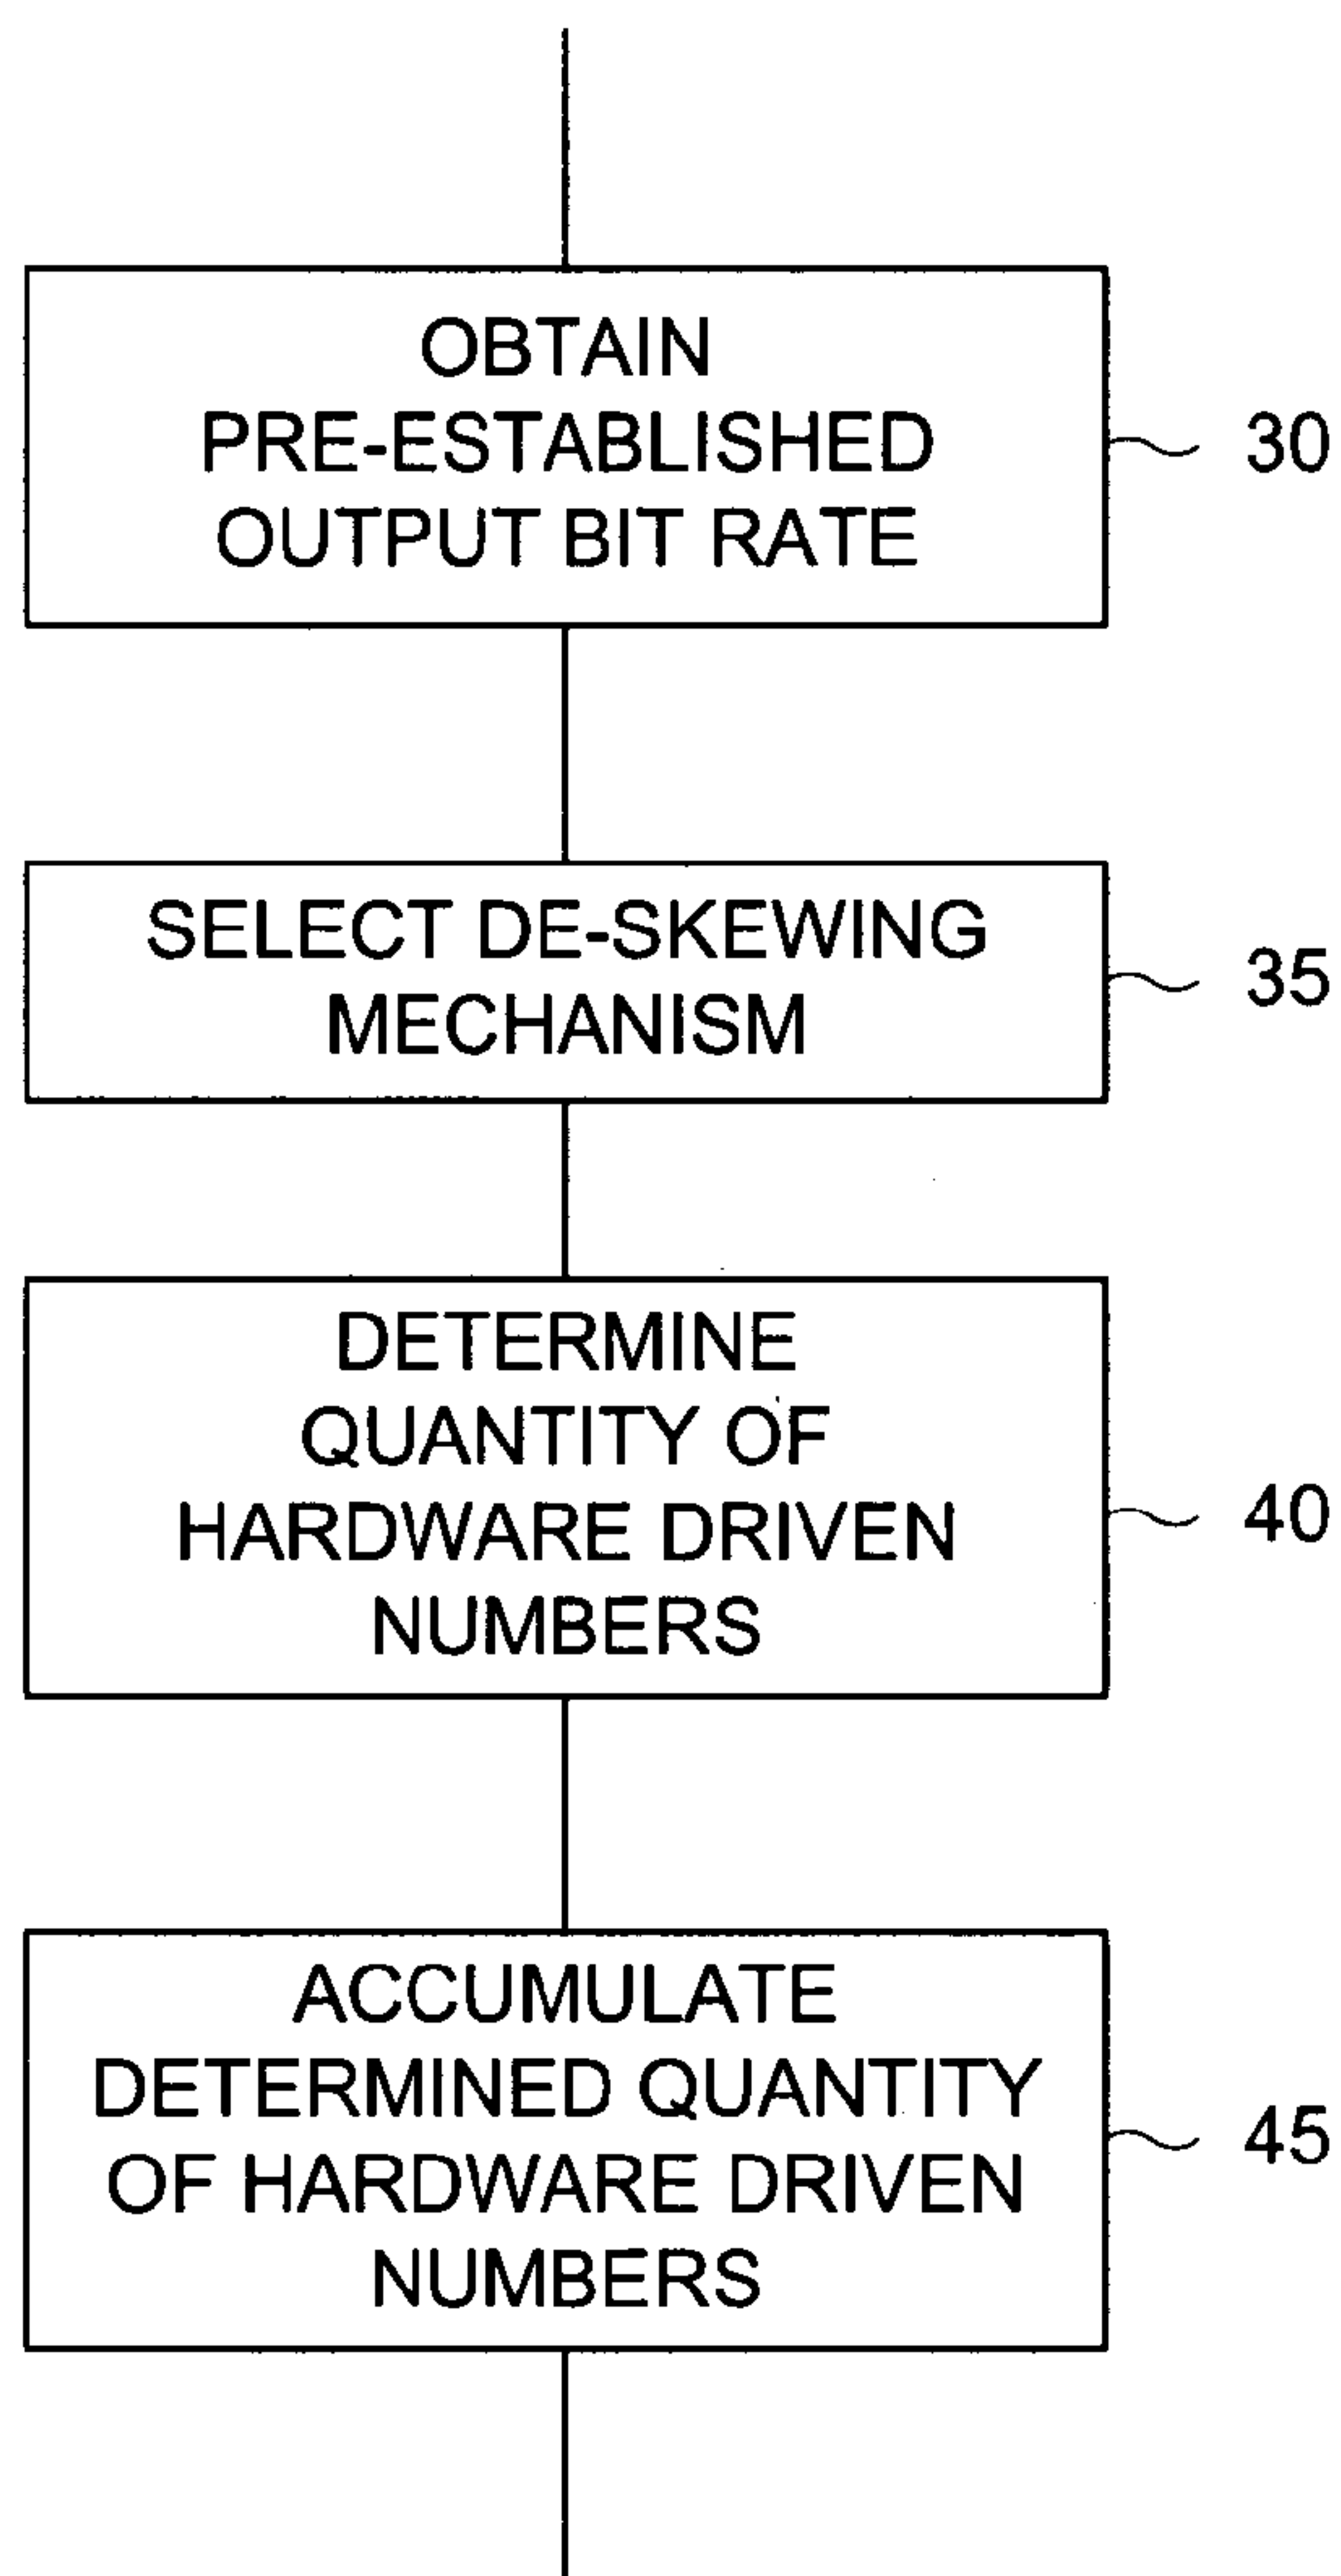 OBTAIN
PRE-ESTABLISHED
OUTPUT BIT RATE
30
SELECT DE-SKEWING
MECHANISM
35
DETERMINE
QUANTITY OF
HARDWARE DRIVEN
NUMBERS
40
ACCUMULATE
DETERMINED QUANTITY
OF HARDWARE DRIVEN
NUMBERS
45